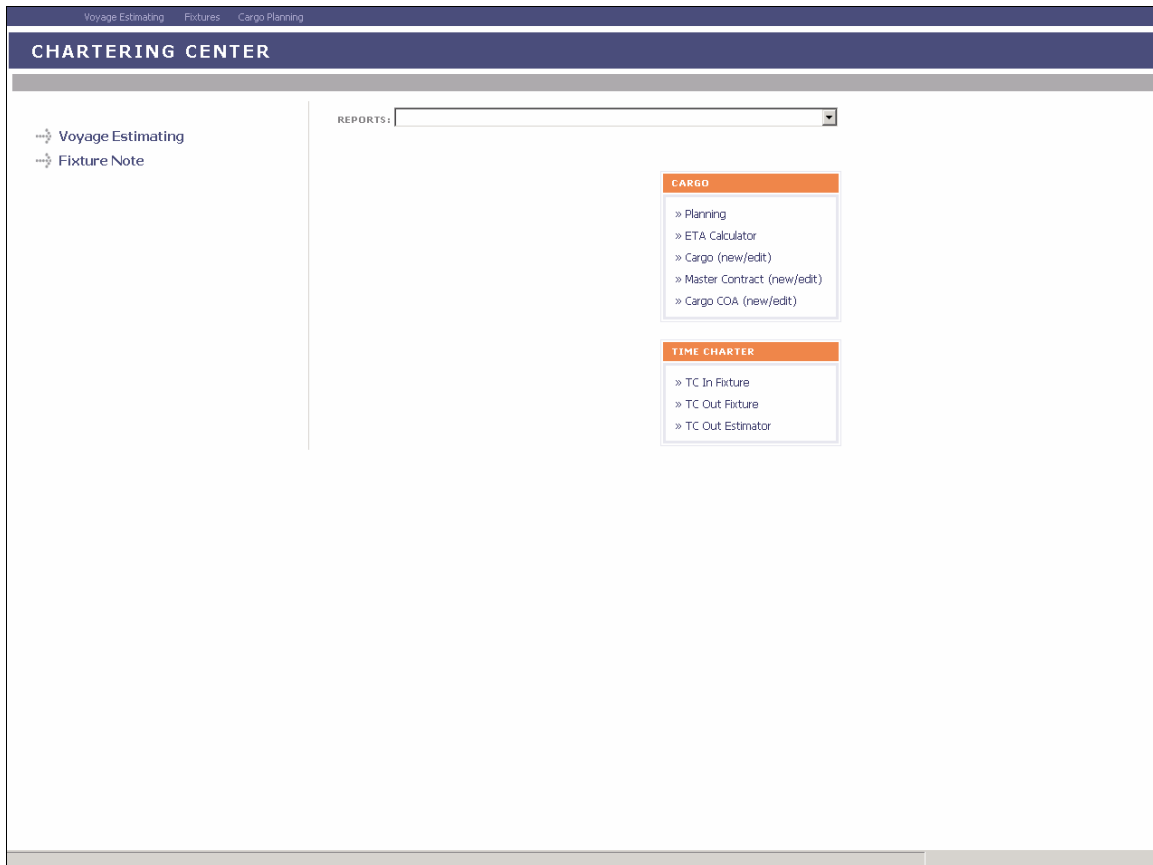 Voyage Estimating Fixtures Cargo Planning
CHARTERING CENTER
Voyage Estimating
Fixture Note
REPORTS:
CARGO
» Planning
» ETA Calculator
» Cargo (new/edit)
» Master Contract (new/edit)
» Cargo COA (new/edit)
TIME CHARTER
» TC In Fixture
» TC Out Fixture
» TC Out Estimator